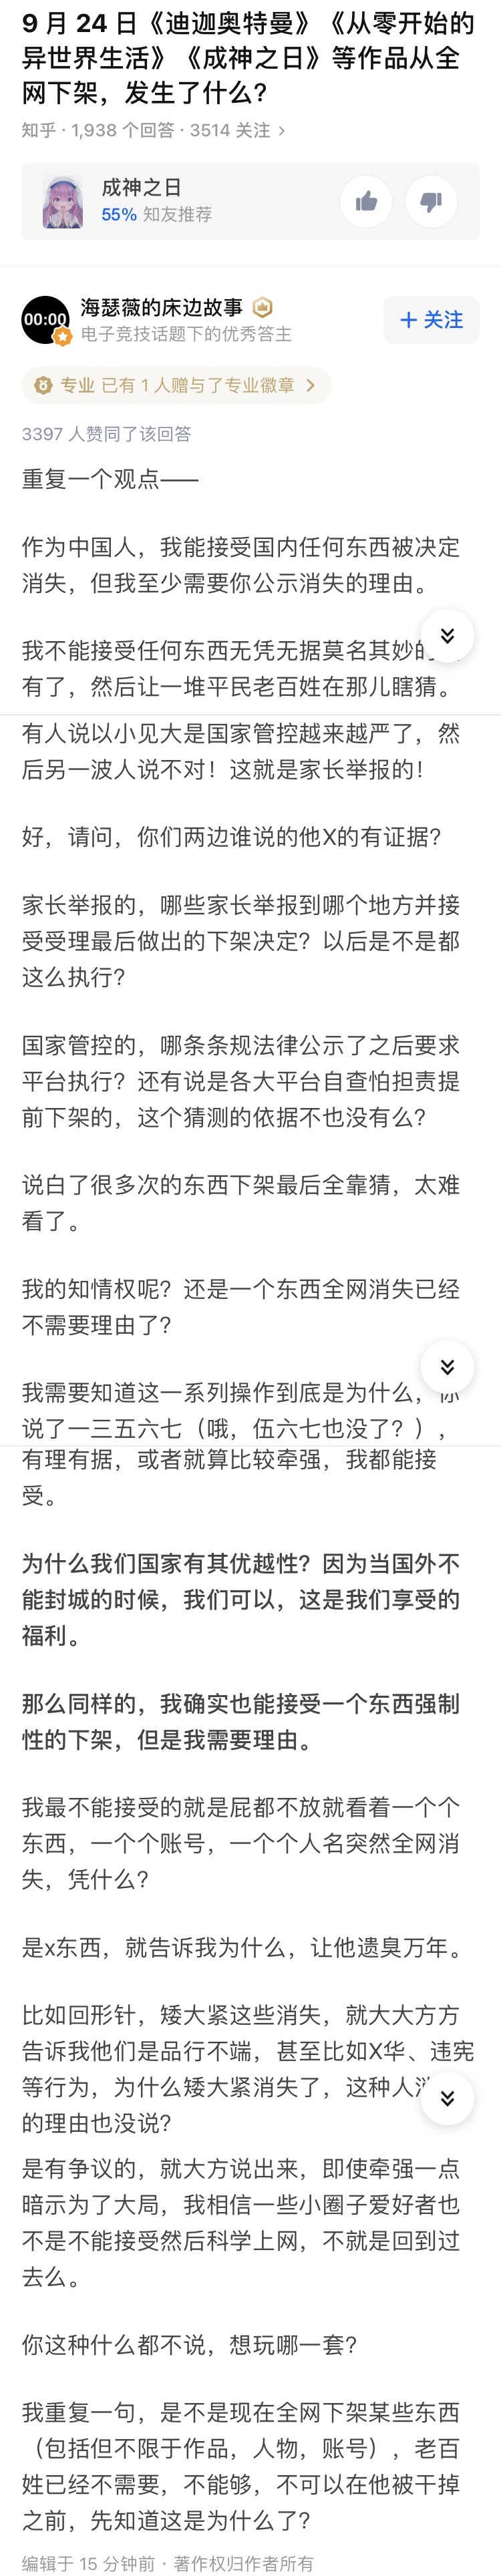 9 月 24 日《迪迦奥特曼》《从零开始的
异世界生活》《成神之日》等作品从全
网下架，发生了什么？
知乎 · 1,938 个回答 · 3514 关注 >
成神之日
55% 知友推荐
00:00
海瑟薇的床边故事
电子竞技话题下的优秀答主
+ 关注
专业 已有 1 人赠与了专业徽章 >
3397 人赞同了该回答
重复一个观点——
作为中国人，我能接受国内任何东西被决定
消失，但我至少需要你公示消失的理由。
我不能接受任何东西无凭无据莫名其妙的
有了，然后让一堆平民老百姓在那儿瞎猜。
有人说以小见大是国家管控越来越严了，然
后另一波人说不对！这就是家长举报的！
好，请问，你们两边谁说的他X的有证据？
家长举报的，哪些家长举报到哪个地方并接
受受理最后做出的下架决定？以后是不是都
这么执行？
国家管控的，哪条条规法律公示了之后要求
平台执行？还有说是各大平台自查怕担责提
前下架的，这个猜测的依据不也没有么？
说白了很多次的东西下架最后全靠猜，太难
看了。
我的知情权呢？还是一个东西全网消失已经
不需要理由了？
我需要知道这一系列操作到底是为什么，你
说了一三五六七（哦，伍六七也没了？），
有理有据，或者就算比较牵强，我都能接
受。
为什么我们国家有其优越性？因为当国外不
能封城的时候，我们可以，这是我们享受的
福利。
那么同样的，我确实也能接受一个东西强制
性的下架，但是我需要理由。
我最不能接受的就是屁都不放就看着一个个
东西，一个个账号，一个个人名突然全网消
失，凭什么？
是x东西，就告诉我为什么，让他遗臭万年。
比如回形针，矮大紧这些消失，就大大方方
告诉我他们是品行不端，甚至比如X华、违宪
等行为，为什么矮大紧消失了，这种人
的理由也没说？
是有争议的，就大方说出来，即使牵强一点
暗示为了大局，我相信一些小圈子爱好者也
不是不能接受然后科学上网，不就是回到过
去么。
你这种什么都不说，想玩哪一套？
我重复一句，是不是现在全网下架某些东西
（包括但不限于作品，人物，账号），老百
姓已经不需要，不能够，不可以在他被干掉
之前，先知道这是为什么了？
编辑于 15 分钟前 · 著作权归作者所有